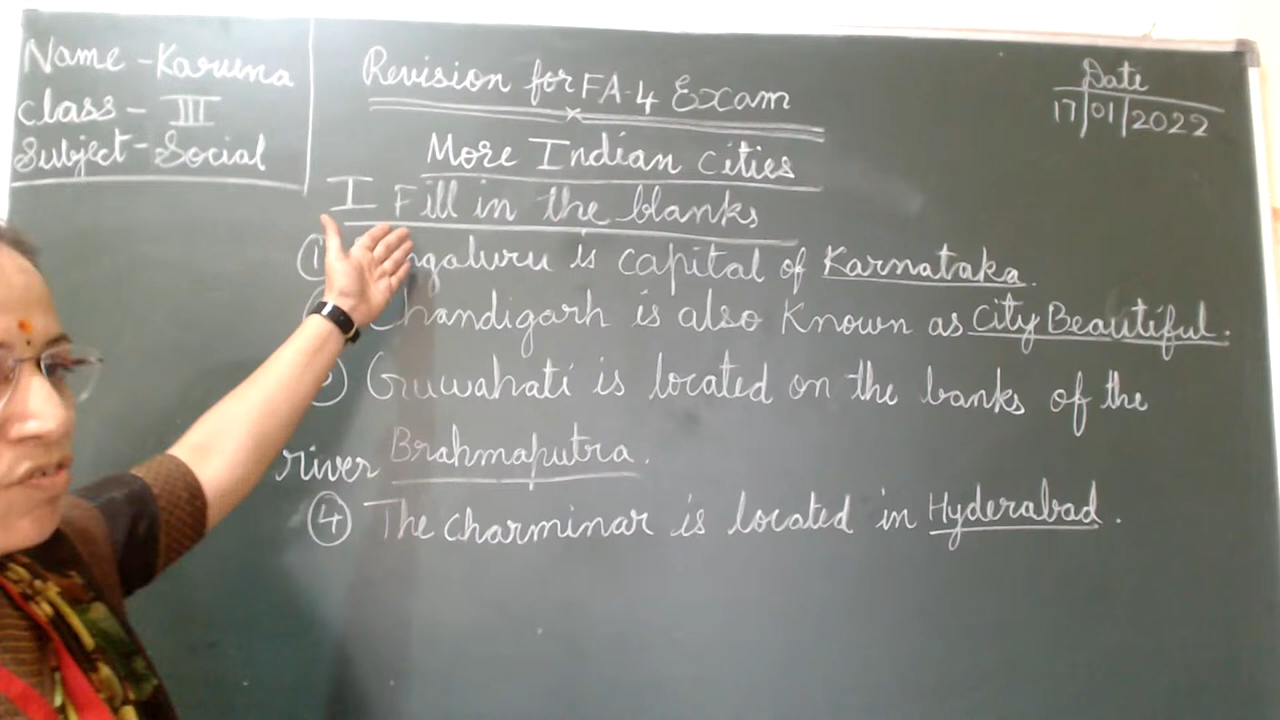 Name - Karuna
Class - III
Subject - Social
Revision for FA-4 Exam
Date
17/01/2022
More Indian Cities
I Fill in the blanks
is capital of Karnataka.
Chandigarh is also Known as City Beautiful.
Guwahati is located on the banks of the
river Brahmaputra.
④ The Charminar is located in Hyderabad.